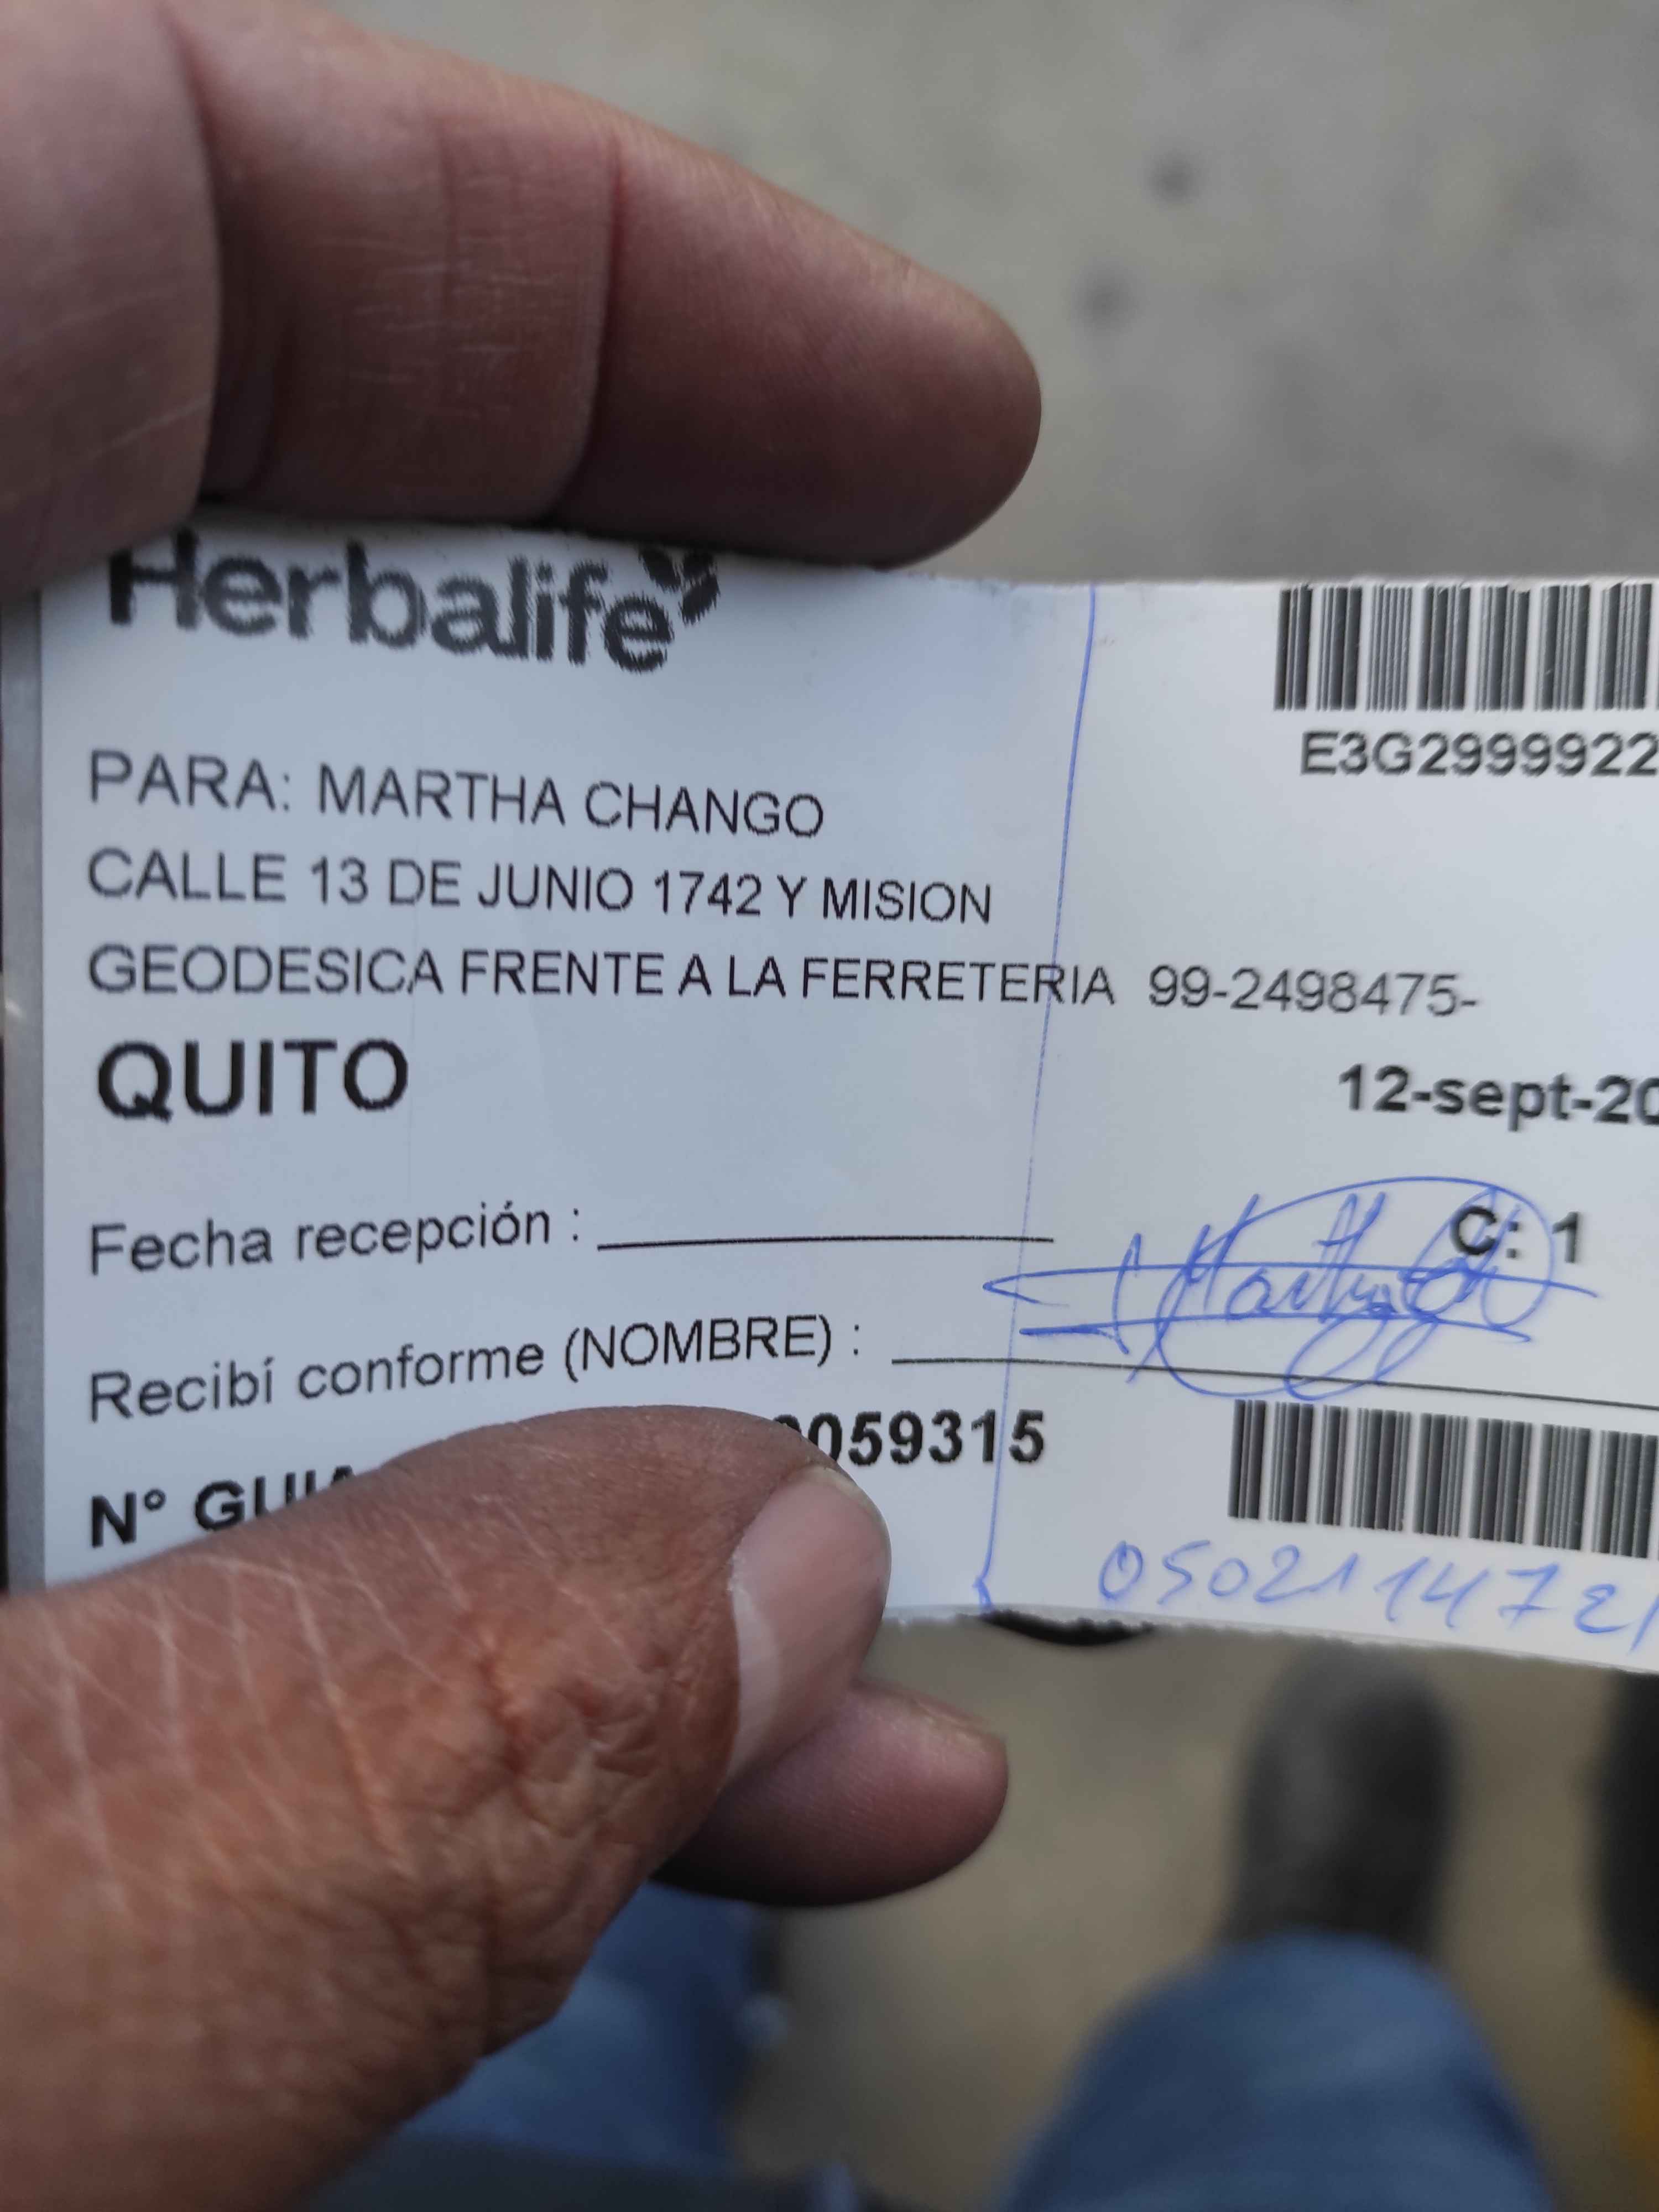 Herbalife
E3G2999922
PARA: MARTHA CHANGO
CALLE 13 DE JUNIO 1742 Y MISION
GEODESICA FRENTE A LA FERRETERIA 99-2498475-
QUITO
12-sept-20
Fecha recepción :
C: 1
Recibí conforme (NOMBRE) :
N° GUIA 059315
050211472